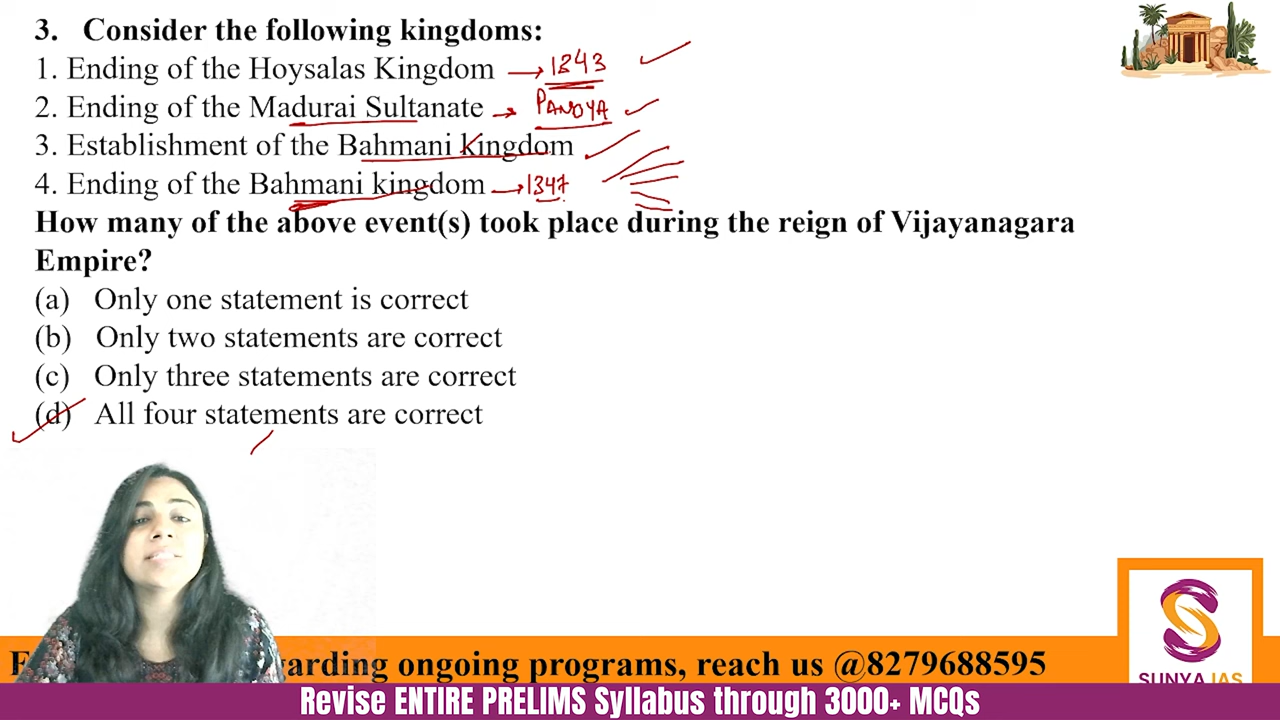 3. Consider the following kingdoms:
1. Ending of the Hoysalas Kingdom → 1343
2. Ending of the Madurai Sultanate → PANDYA
3. Establishment of the Bahmani kingdom
4. Ending of the Bahmani kingdom → 1347
How many of the above event(s) took place during the reign of Vijayanagara
Empire?
(a) Only one statement is correct
(b) Only two statements are correct
(c) Only three statements are correct
(d) All four statements are correct
garding ongoing programs, reach us @8279688595
SUNYA IAS
Revise ENTIRE PRELIMS Syllabus through 3000+ MCQs